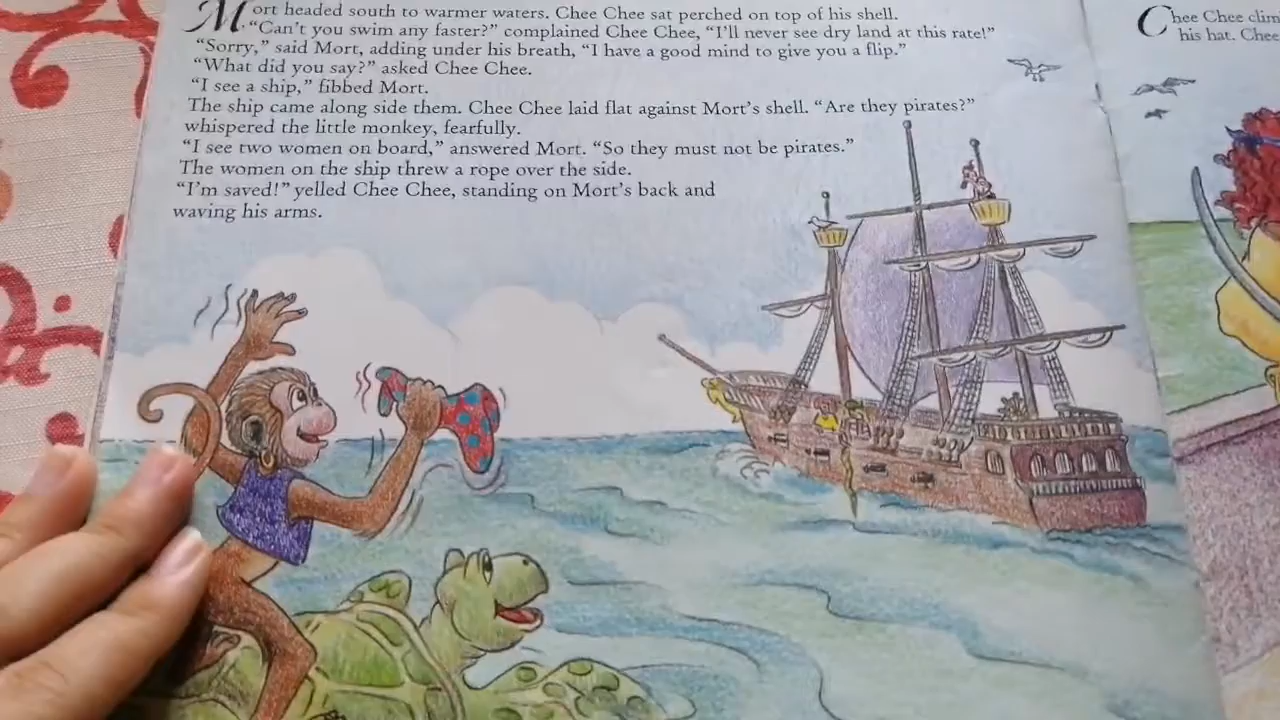 Mort headed south to warmer waters. Chee Chee sat perched on top of his shell.
"Can't you swim any faster?" complained Chee Chee, "I'll never see dry land at this rate!"
"Sorry," said Mort, adding under his breath, "I have a good mind to give you a flip."
"What did you say?" asked Chee Chee.
"I see a ship," fibbed Mort.
The ship came along side them. Chee Chee laid flat against Mort's shell. "Are they pirates?"
whispered the little monkey, fearfully.
"I see two women on board," answered Mort. "So they must not be pirates."
The women on the ship threw a rope over the side.
"I'm saved!" yelled Chee Chee, standing on Mort's back and
waving his arms.
Chee Chee clim
his hat. Chee